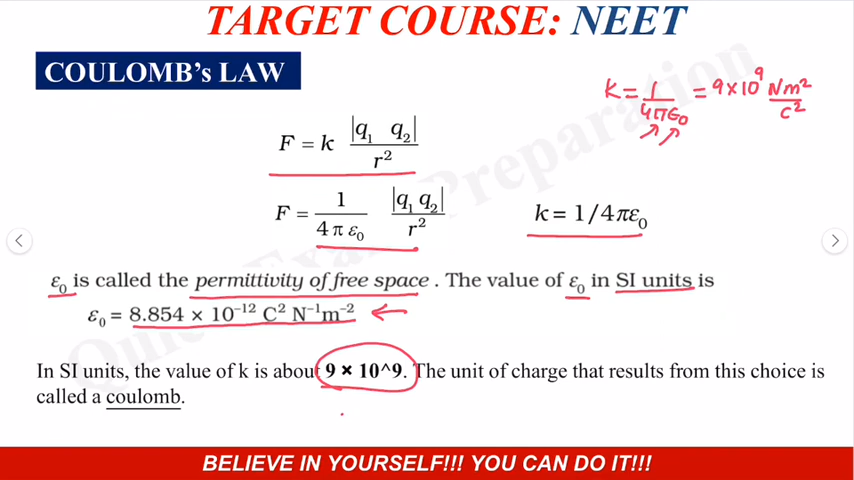 TARGET COURSE: NEET
COULOMB's LAW
K = 1/4πε₀ = 9×10⁹ Nm²/C²
F = k |q₁ q₂| / r²
F = 1 / 4 π ε₀ |q₁ q₂| / r²
k = 1/4πε₀
ε₀ is called the permittivity of free space . The value of ε₀ in SI units is
ε₀ = 8.854 × 10⁻¹² C² N⁻¹m⁻² ←
In SI units, the value of k is about 9 × 10^9. The unit of charge that results from this choice is
called a coulomb.
BELIEVE IN YOURSELF!!! YOU CAN DO IT!!!